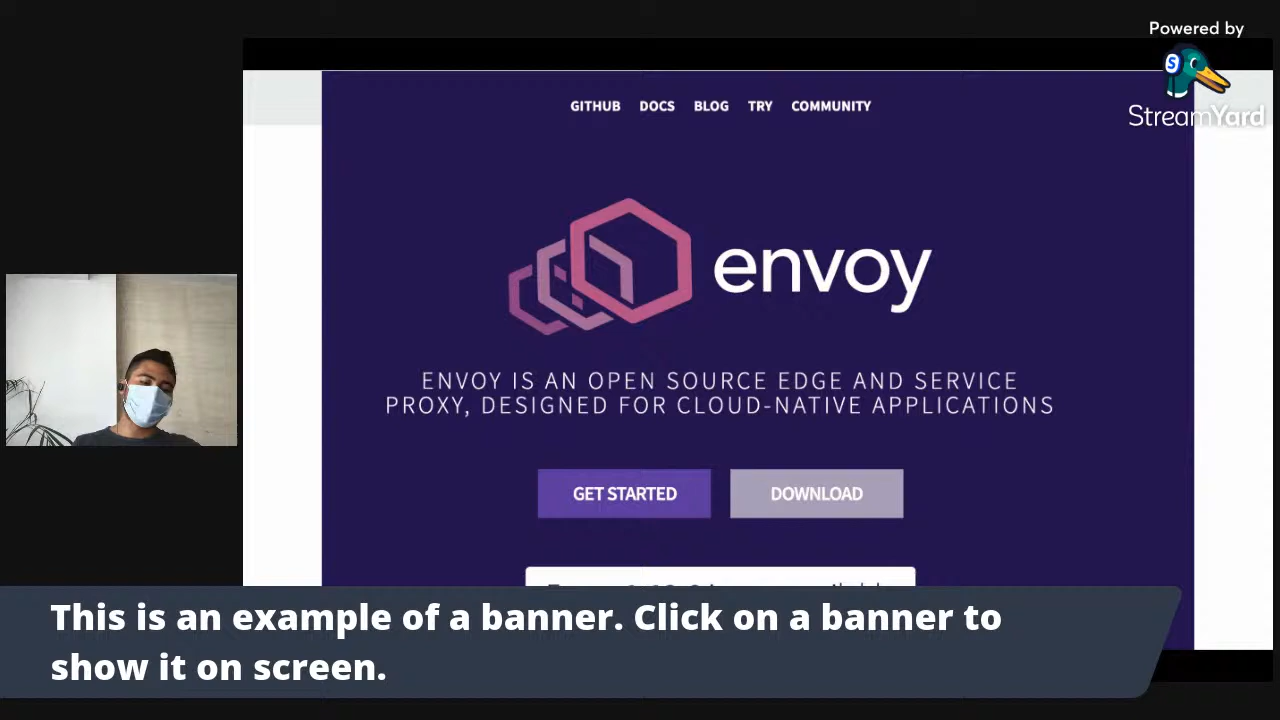 Powered by
StreamYard
GITHUB DOCS BLOG TRY COMMUNITY
envoy
ENVOY IS AN OPEN SOURCE EDGE AND SERVICE
PROXY, DESIGNED FOR CLOUD-NATIVE APPLICATIONS
GET STARTED DOWNLOAD
This is an example of a banner. Click on a banner to
show it on screen.